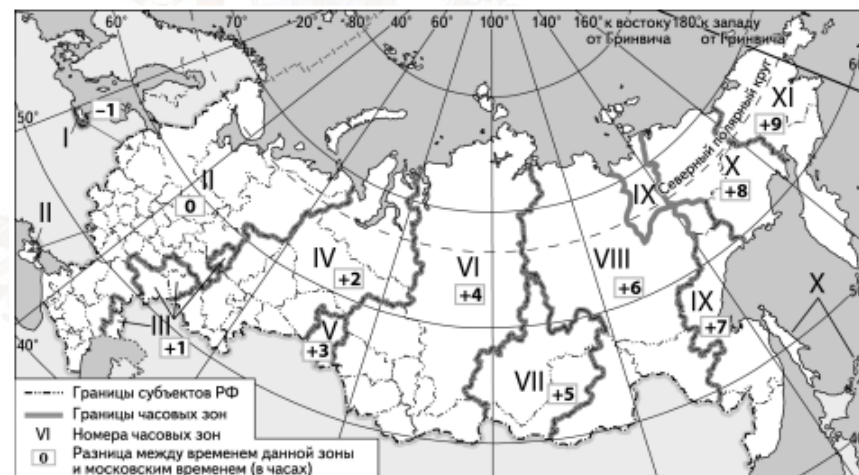 60° 70° 20° 30° 40° 60° 100° 140° 160° к востоку 180° к западу
от Гринвича от Гринвича
50°
Северный полярный круг
I -1
XI
+9
II
0
X
+8
IX
II
IV
+2
VI
+4
VIII
+6
X
IX
+7
III
+1
V
+3
VII
+5
40°
Границы субъектов РФ
Границы часовых зон
VI Номера часовых зон
0 Разница между временем данной зоны
и московским временем (в часах)